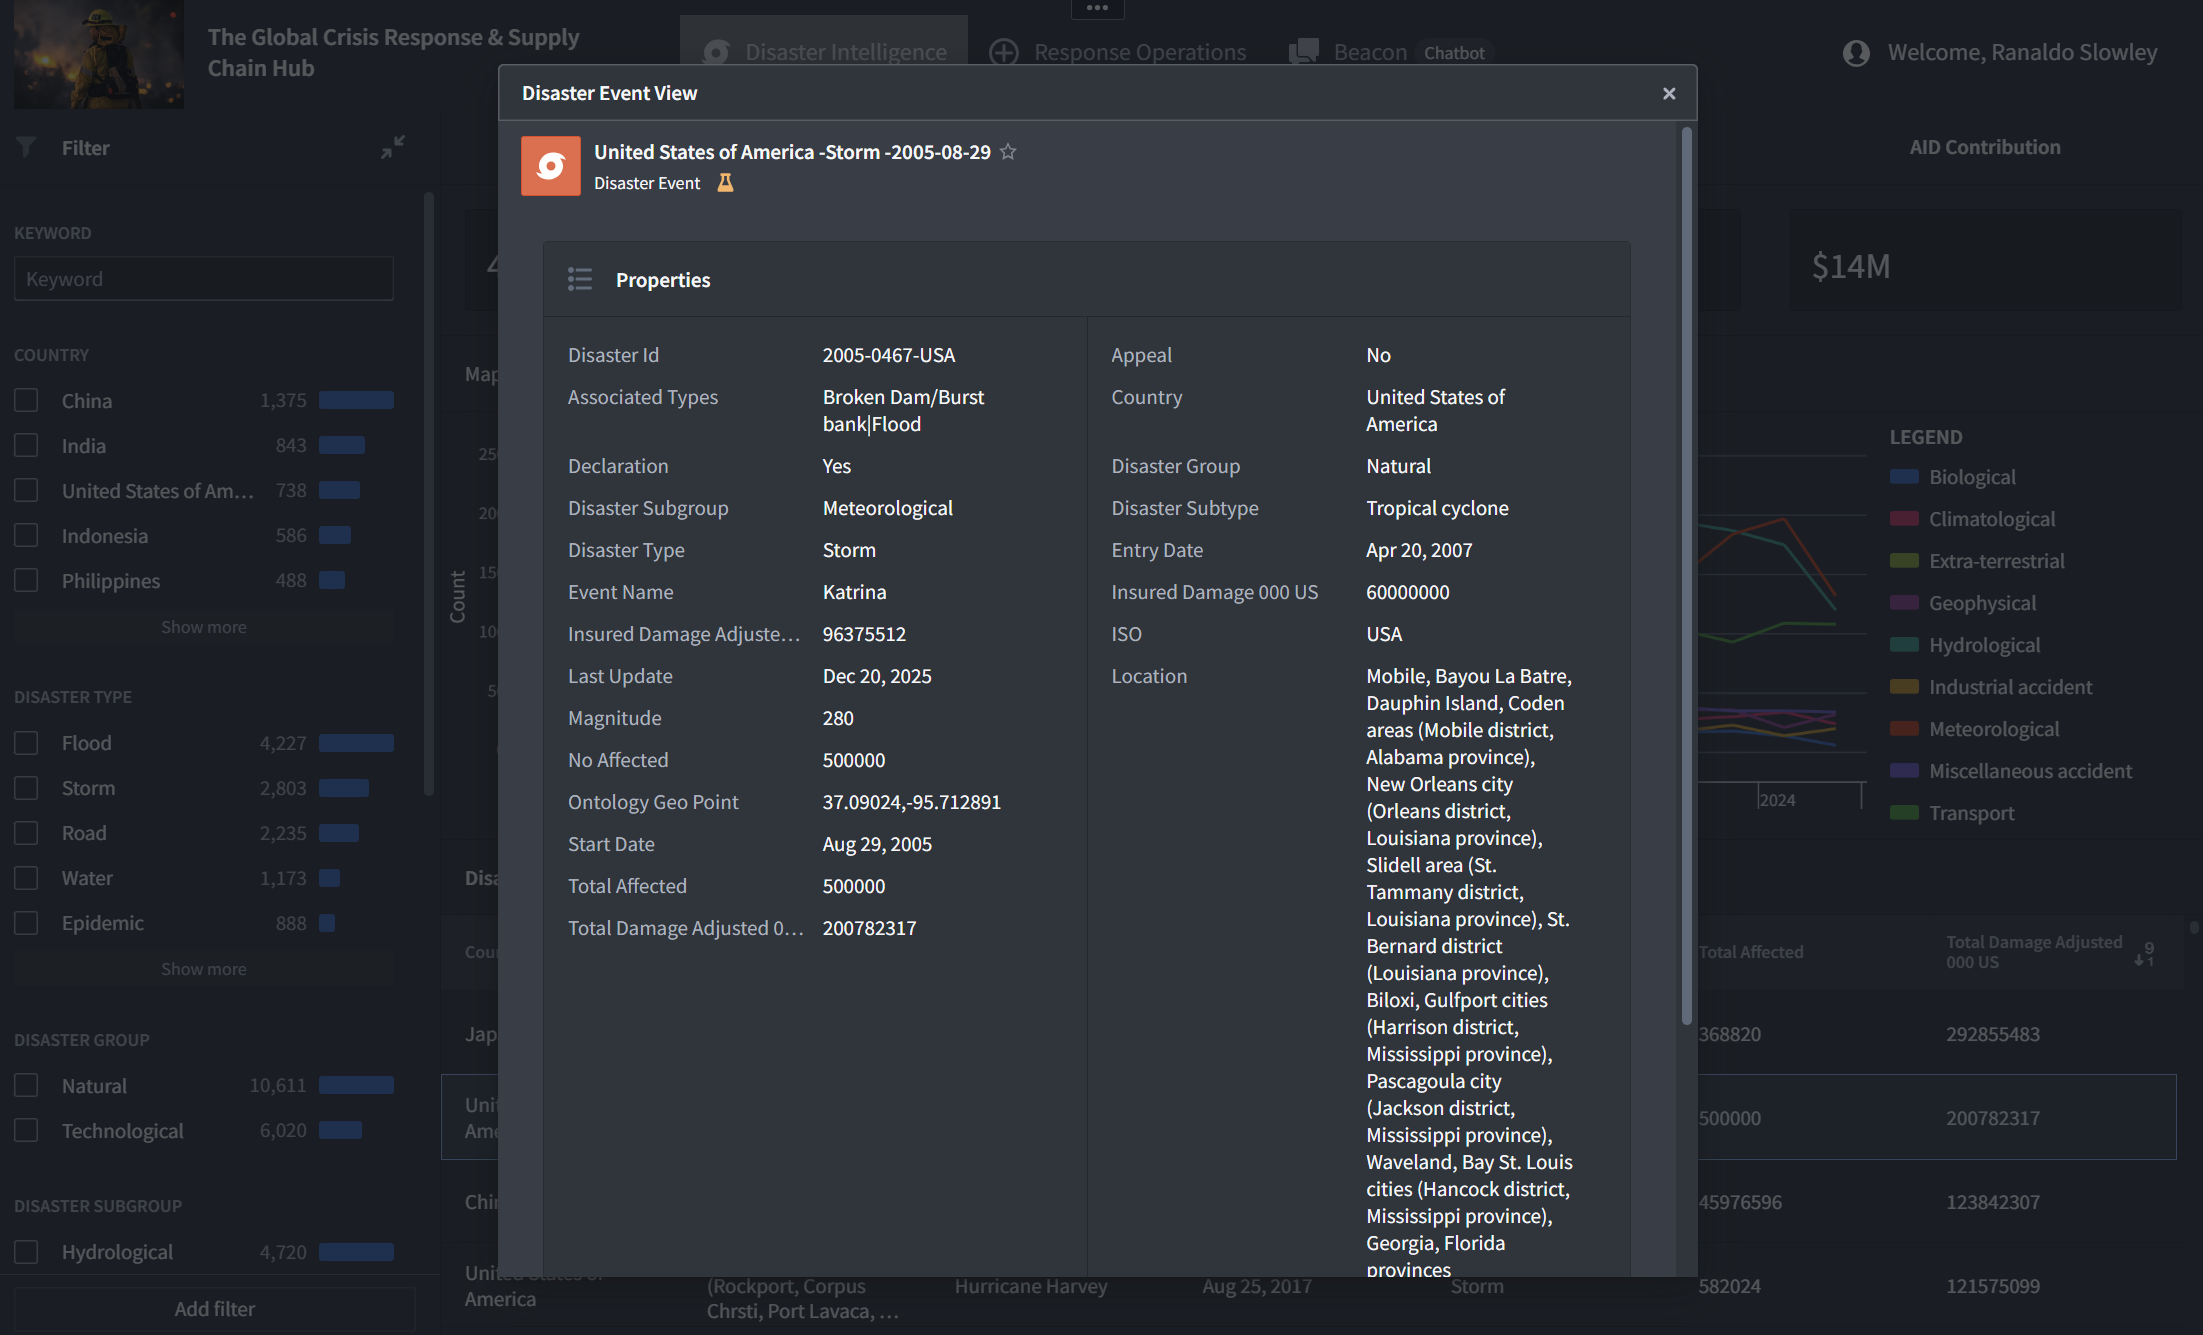 The Global Crisis Response & Supply
Chain Hub
Disaster Intelligence
Response Operations
Beacon Chatbot
Welcome, Ranaldo Slowley
Disaster Event View
Filter
AID Contribution
United States of America -Storm -2005-08-29
Disaster Event
KEYWORD
Keyword
$14M
Properties
COUNTRY
China 1,375
India 843
United States of Am... 738
Indonesia 586
Philippines 488
Show more
DISASTER TYPE
Flood 4,227
Storm 2,803
Road 2,235
Water 1,173
Epidemic 888
Show more
DISASTER GROUP
Natural 10,611
Technological 6,020
DISASTER SUBGROUP
Hydrological 4,720
Add filter
Count
Disaster Id 2005-0467-USA
Associated Types Broken Dam/Burst
bank|Flood
Declaration Yes
Disaster Subgroup Meteorological
Disaster Type Storm
Event Name Katrina
Insured Damage Adjuste... 96375512
Last Update Dec 20, 2025
Magnitude 280
No Affected 500000
Ontology Geo Point 37.09024,-95.712891
Start Date Aug 29, 2005
Total Affected 500000
Total Damage Adjusted 0... 200782317
Appeal No
Country United States of
America
Disaster Group Natural
Disaster Subtype Tropical cyclone
Entry Date Apr 20, 2007
Insured Damage 000 US 60000000
ISO USA
Location Mobile, Bayou La Batre,
Dauphin Island, Coden
areas (Mobile district,
Alabama province),
New Orleans city
(Orleans district,
Louisiana province),
Slidell area (St.
Tammany district,
Louisiana province), St.
Bernard district
(Louisiana province),
Biloxi, Gulfport cities
(Harrison district,
Mississippi province),
Pascagoula city
(Jackson district,
Mississippi province),
Waveland, Bay St. Louis
cities (Hancock district,
Mississippi province),
Georgia, Florida
provinces
LEGEND
Biological
Climatological
Extra-terrestrial
Geophysical
Hydrological
Industrial accident
Meteorological
Miscellaneous accident
Transport
2024
Total Affected
Total Damage Adjusted
000 US
368820 292855483
500000 200782317
45976596 123842307
United States of
America
(Rockport, Corpus
Chrsti, Port Lavaca, ...
Hurricane Harvey
Aug 25, 2017
Storm
582024 121575099